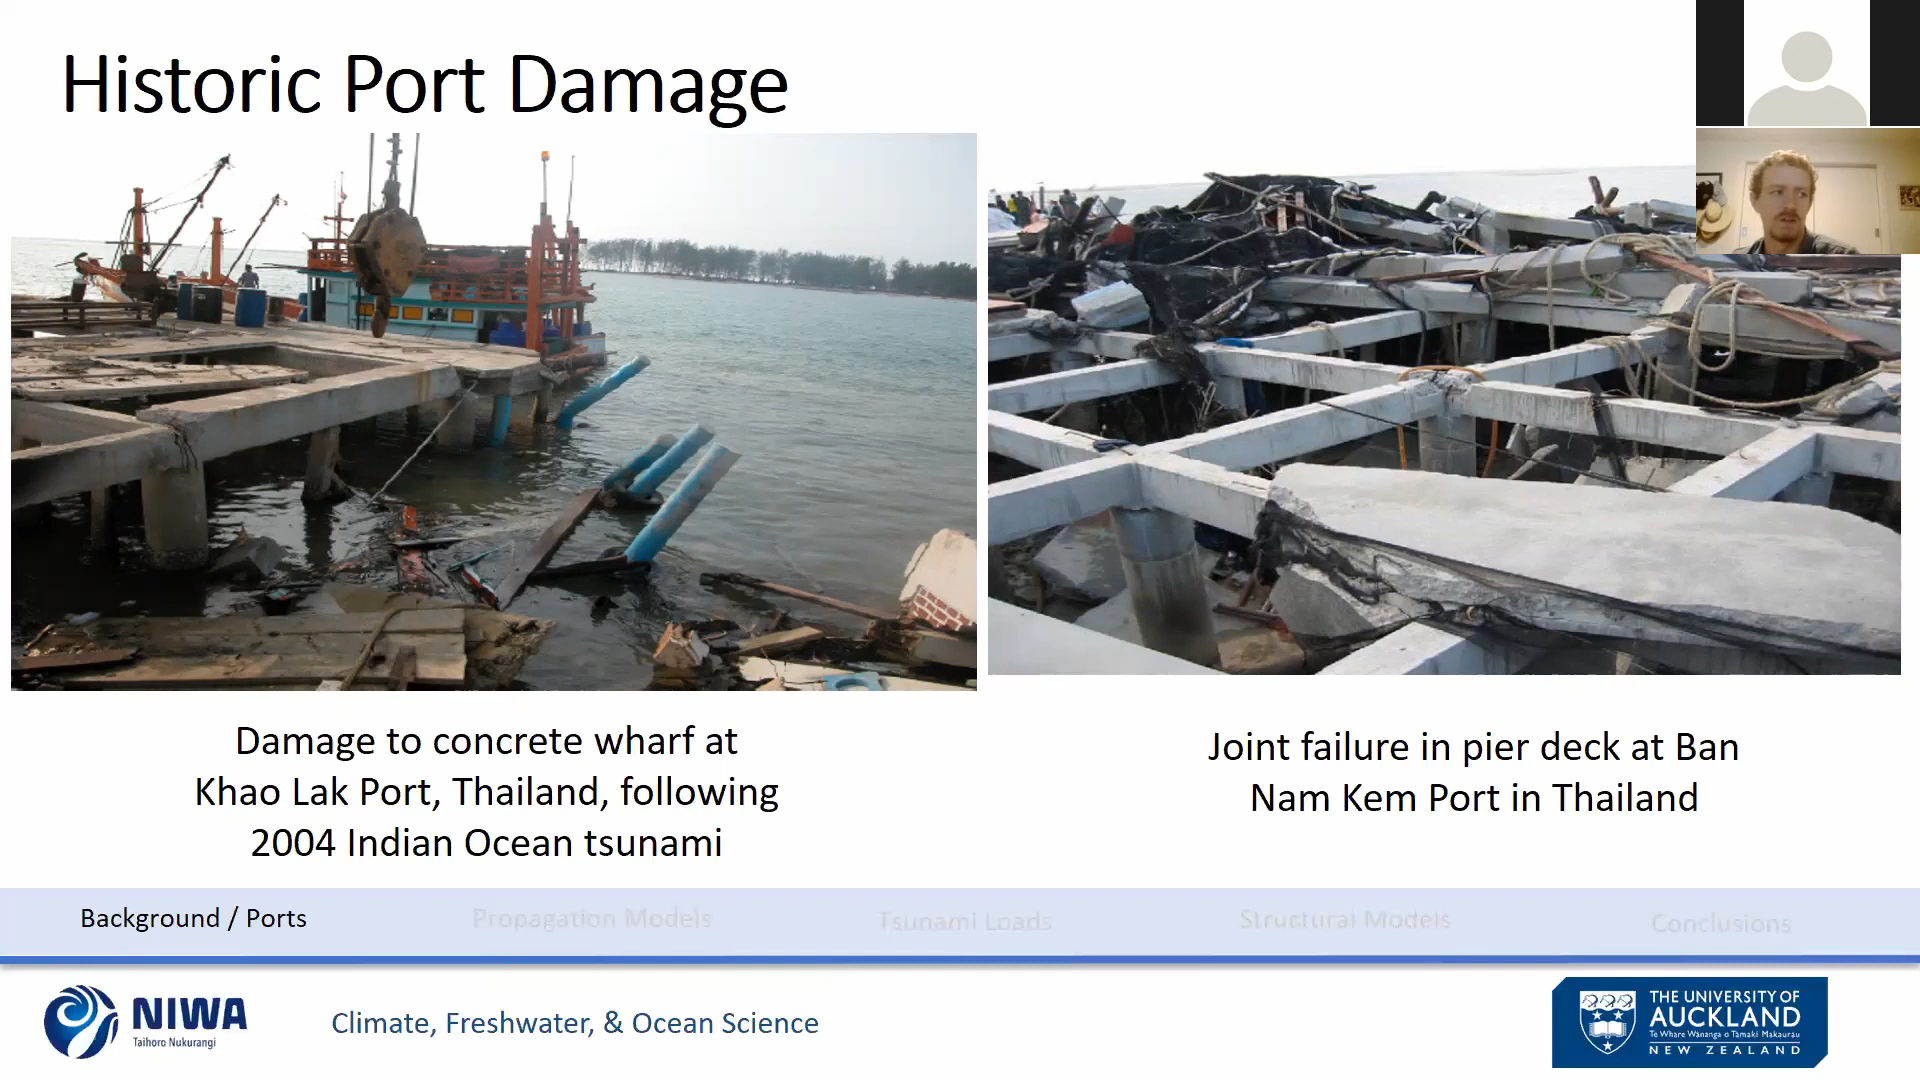 Historic Port Damage
Damage to concrete wharf at
Khao Lak Port, Thailand, following
2004 Indian Ocean tsunami
Joint failure in pier deck at Ban
Nam Kem Port in Thailand
Background / Ports
Propagation Models
Tsunami Loads
Structural Models
Conclusions
NIWA
Taihoro Nukurangi
Climate, Freshwater, & Ocean Science
THE UNIVERSITY OF
AUCKLAND
Te Whare Wānanga o Tāmaki Makaurau
NEW ZEALAND